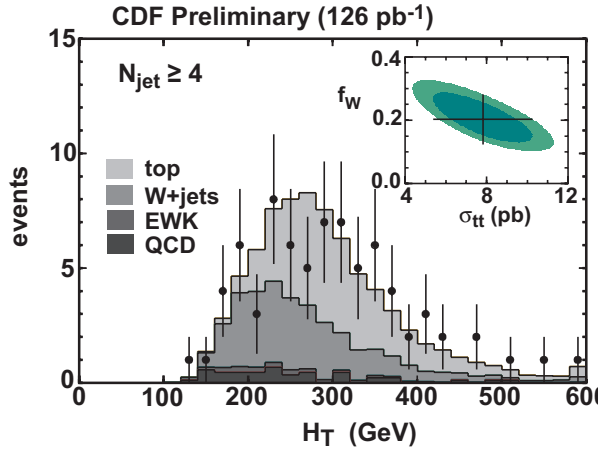 CDF Preliminary (126 pb-1)
15
10
5
0
events
Njet ≥ 4
top
W+jets
EWK
QCD
0.4
0.2
0.0
fW
4 8 12
σtt (pb)
0 100 200 300 400 500 600
HT (GeV)